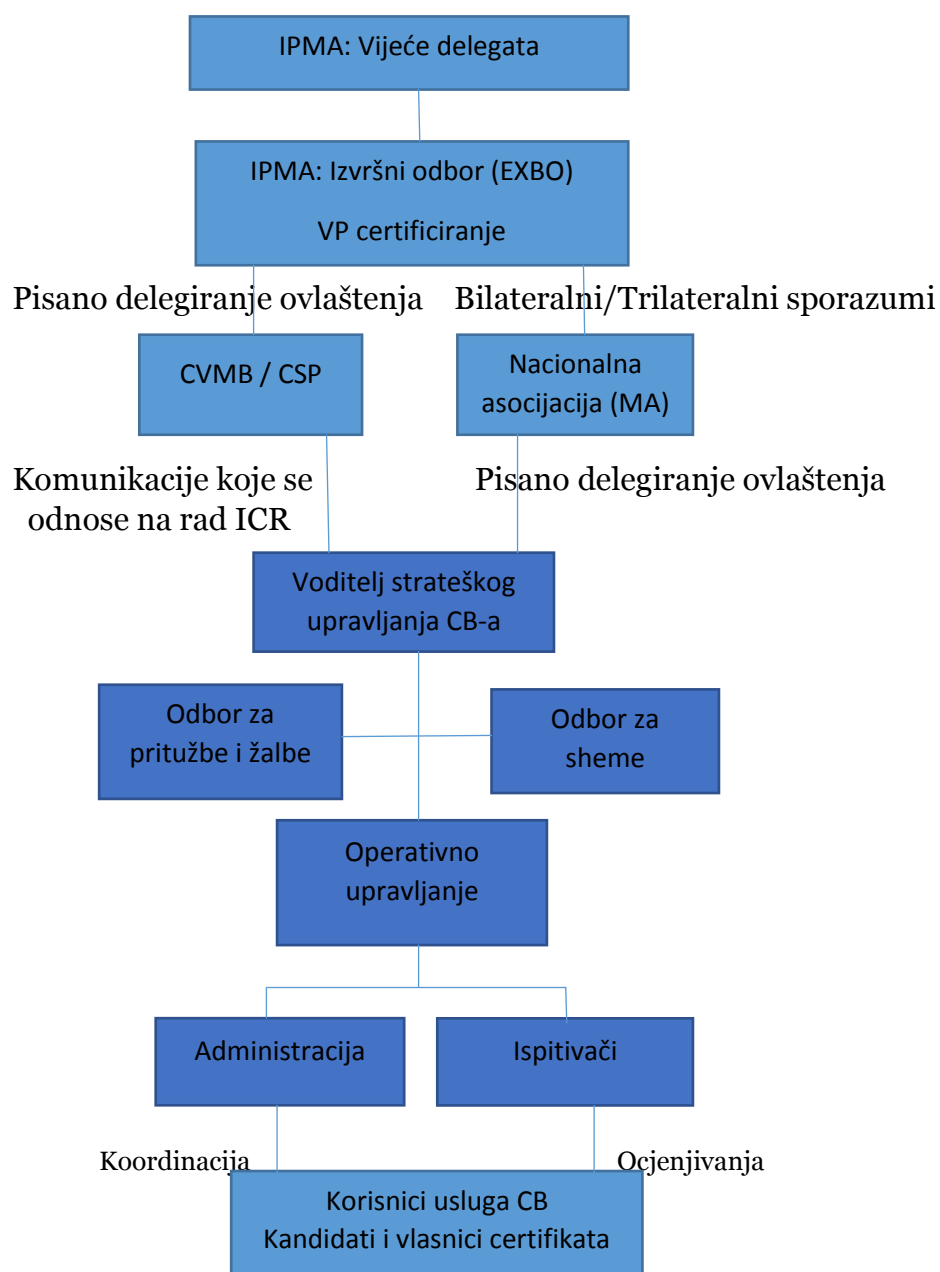 IPMA: Vijeće delegata
IPMA: Izvršni odbor (EXBO)
VP certificiranje
Pisano delegiranje ovlaštenja
Bilateralni/Trilateralni sporazumi
CVMB / CSP
Nacionalna
asocijacija (MA)
Komunikacije koje se
odnose na rad ICR
Pisano delegiranje ovlaštenja
Voditelj strateškog
upravljanja CB-a
Odbor za
pritužbe i žalbe
Odbor za
sheme
Operativno
upravljanje
Administracija
Ispitivači
Koordinacija
Ocjenjivanja
Korisnici usluga CB
Kandidati i vlasnici certifikata